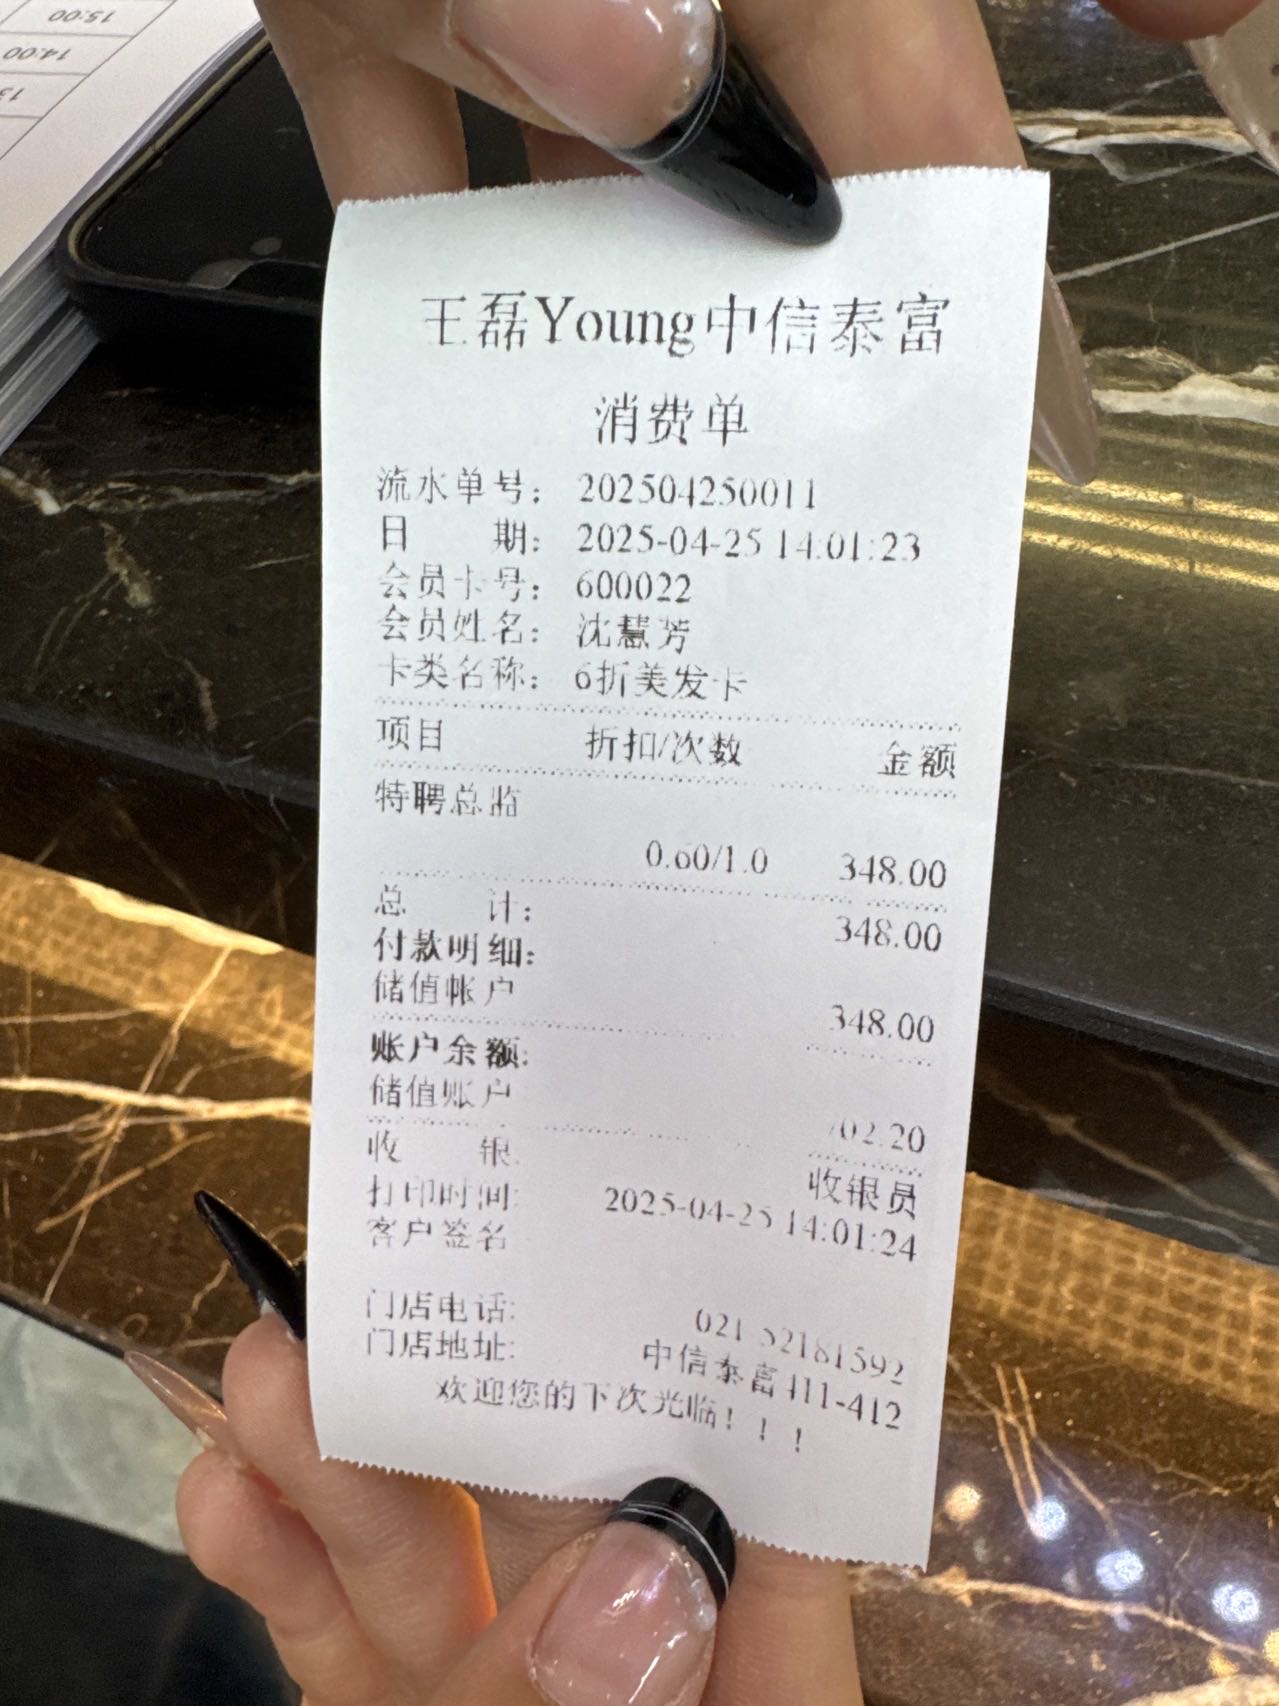 15:00
14:00
王磊Young中信泰富
消费单
流水单号： 202504250011
日 期： 2025-04-25 14:01:23
会员卡号： 600022
会员姓名： 沈慧芳
卡类名称： 6折美发卡
项目 折扣/次数 金额
特聘总监
0.60/1.0 348.00
总 计： 348.00
付款明细：
储值帐户 348.00
账户余额：
储值账户 702.20
收 银： 收银员
打印时间： 2025-04-25 14:01:24
客户签名
门店电话： 021 52181592
门店地址： 中信泰富411-412
欢迎您的下次光临！！！